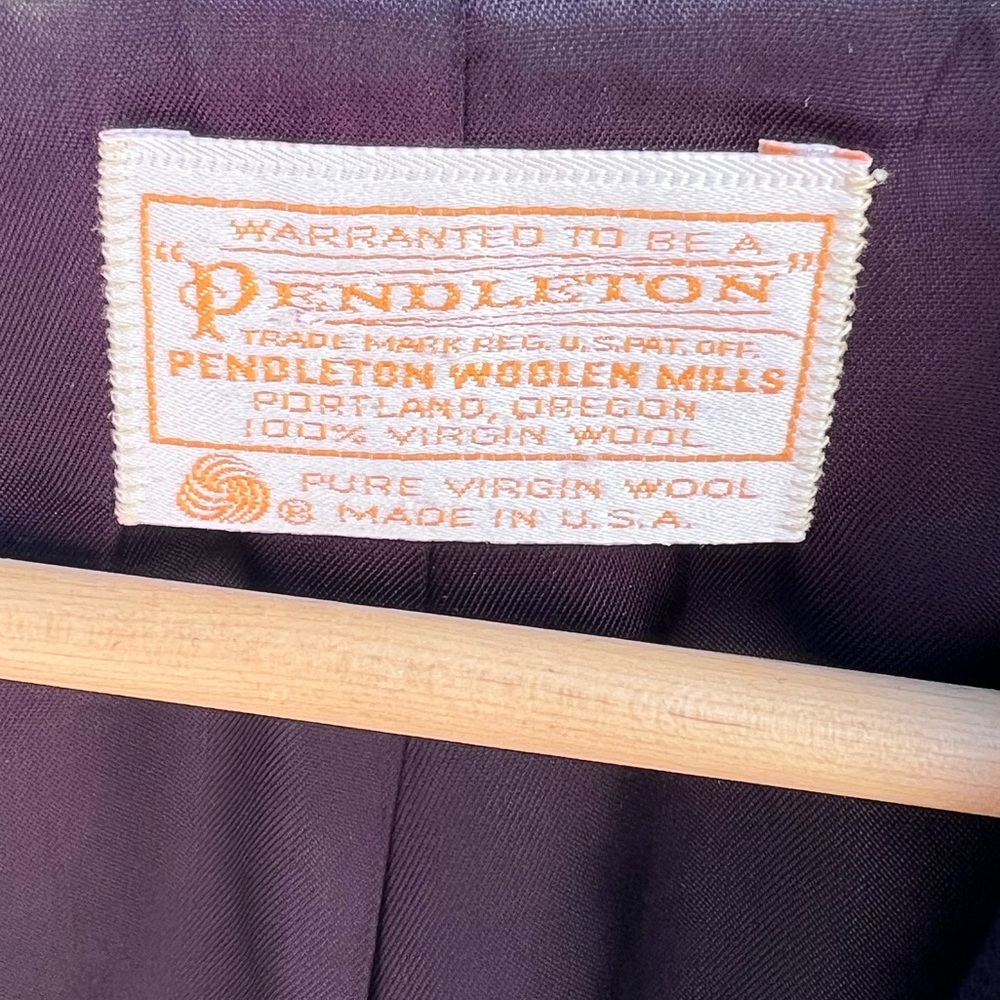 WARRANTED TO BE A
"PENDLETON"
TRADE MARK REG. U.S.PAT. OFF.
PENDLETON WOOLEN MILLS
PORTLAND, OREGON
100% VIRGIN WOOL
PURE VIRGIN WOOL
® MADE IN U.S.A.